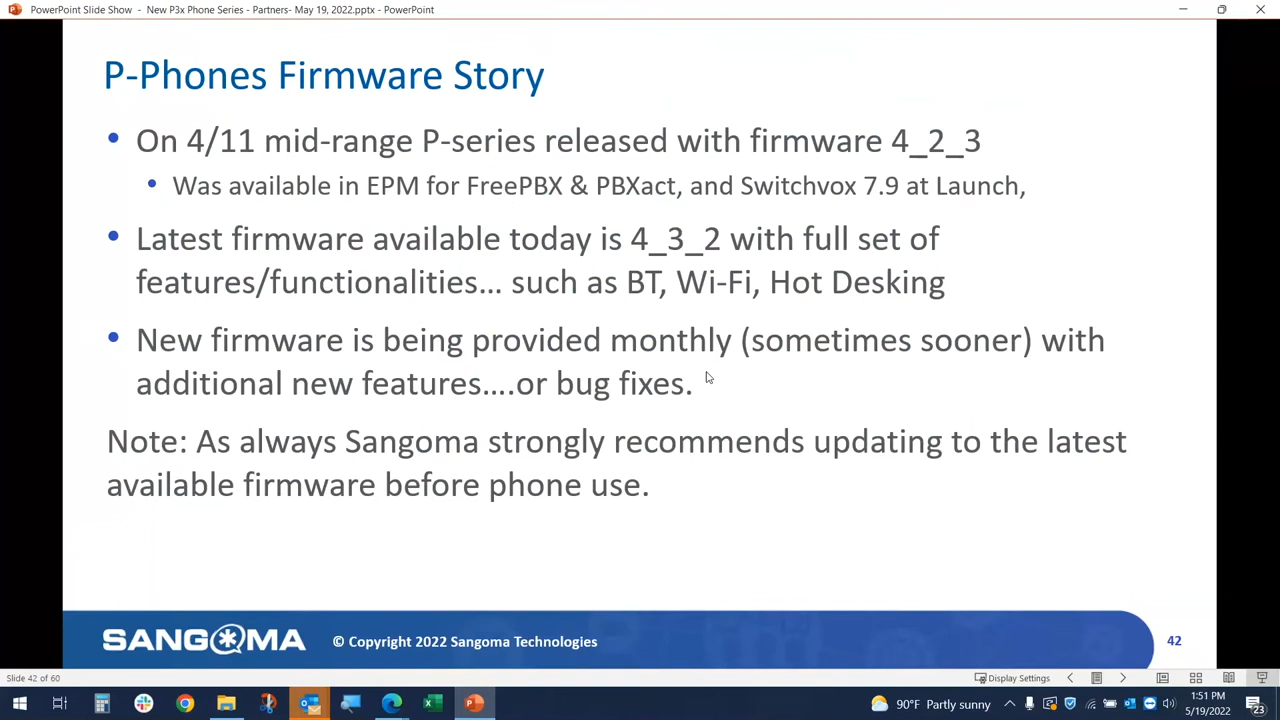 PowerPoint Slide Show - New P3x Phone Series - Partners- May 19, 2022.pptx - PowerPoint
P-Phones Firmware Story
• On 4/11 mid-range P-series released with firmware 4_2_3
• Was available in EPM for FreePBX & PBXact, and Switchvox 7.9 at Launch,
• Latest firmware available today is 4_3_2 with full set of
features/functionalities… such as BT, Wi-Fi, Hot Desking
• New firmware is being provided monthly (sometimes sooner) with
additional new features….or bug fixes.
Note: As always Sangoma strongly recommends updating to the latest
available firmware before phone use.
SANGOMA © Copyright 2022 Sangoma Technologies 42
Slide 42 of 60 Display Settings
90°F Partly sunny 1:51 PM
5/19/2022 23